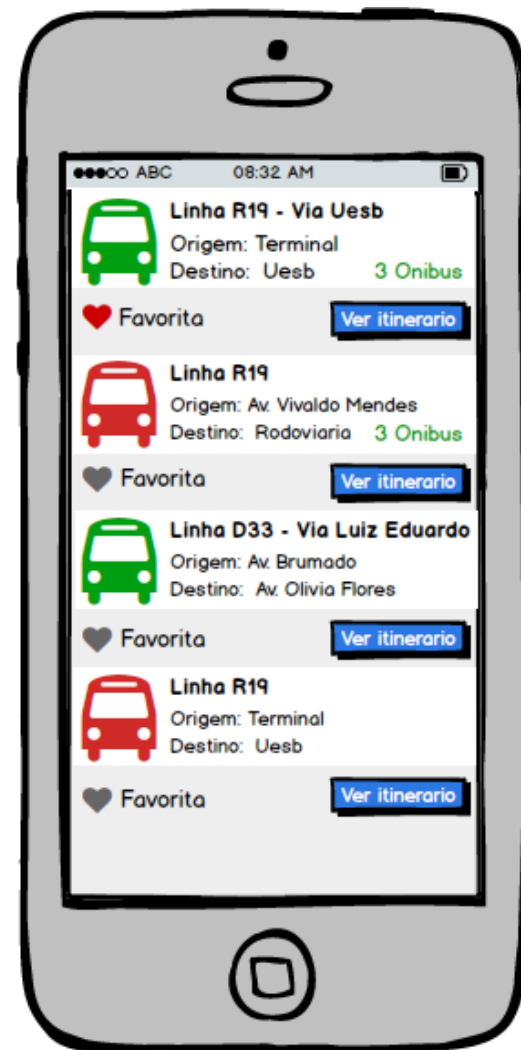 ABC 08:32 AM
Linha R19 - Via Uesb
Origem: Terminal
Destino: Uesb 3 Onibus
Favorita Ver itinerario
Linha R19
Origem: Av. Vivaldo Mendes
Destino: Rodoviaria 3 Onibus
Favorita Ver itinerario
Linha D33 - Via Luiz Eduardo
Origem: Av. Brumado
Destino: Av. Olivia Flores
Favorita Ver itinerario
Linha R19
Origem: Terminal
Destino: Uesb
Favorita Ver itinerario